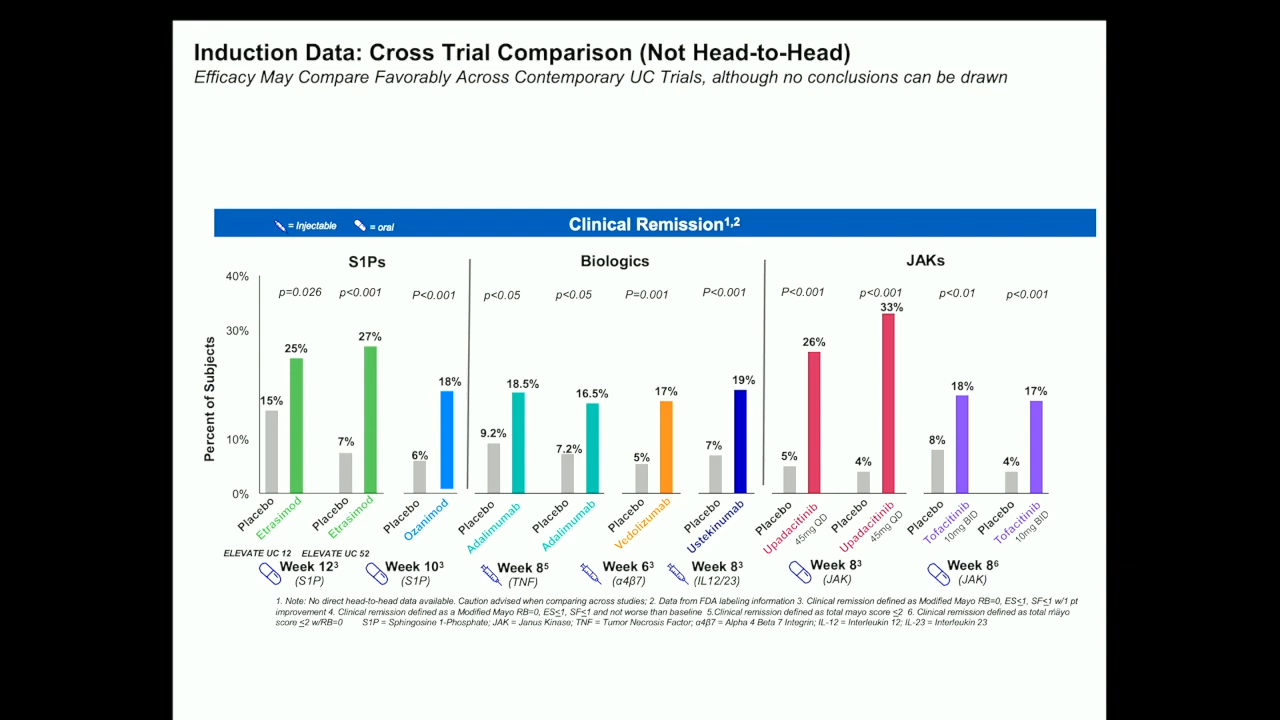 Induction Data: Cross Trial Comparison (Not Head-to-Head)
Efficacy May Compare Favorably Across Contemporary UC Trials, although no conclusions can be drawn
= Injectable = oral Clinical Remission1,2
S1Ps Biologics JAKs
40% 30% 10% 0%
Percent of Subjects
p=0.026 p<0.001 P<0.001 p<0.05 p<0.05 P=0.001 P<0.001 P<0.001 p<0.001 p<0.01 p<0.001
15% 25% 7% 27% 6% 18% 9.2% 18.5% 7.2% 16.5% 5% 17% 7% 19% 5% 26% 4% 33% 8% 18% 4% 17%
Placebo Etrasimod Placebo Etrasimod Placebo Ozanimod Placebo Adalimumab Placebo Adalimumab Placebo Vedolizumab Placebo Ustekinumab Placebo Upadacitinib 45mg QD Placebo Upadacitinib 45mg QD Placebo Tofacitinib 10mg BID Placebo Tofacitinib 10mg BID
ELEVATE UC 12 ELEVATE UC 52
Week 123 Week 103 Week 85 Week 63 Week 83 Week 83 Week 86
(S1P) (S1P) (TNF) (α4β7) (IL12/23) (JAK) (JAK)
1. Note: No direct head-to-head data available. Caution advised when comparing across studies; 2. Data from FDA labeling information 3. Clinical remission defined as Modified Mayo RB=0, ES≤1, SF≤1 w/1 pt
improvement 4. Clinical remission defined as a Modified Mayo RB=0, ES≤1, SF≤1 and not worse than baseline 5.Clinical remission defined as total mayo score ≤2 6. Clinical remission defined as total mayo
score ≤2 w/RB=0 S1P = Sphingosine 1-Phosphate; JAK = Janus Kinase; TNF = Tumor Necrosis Factor; α4β7 = Alpha 4 Beta 7 Integrin; IL-12 = Interleukin 12; IL-23 = Interleukin 23